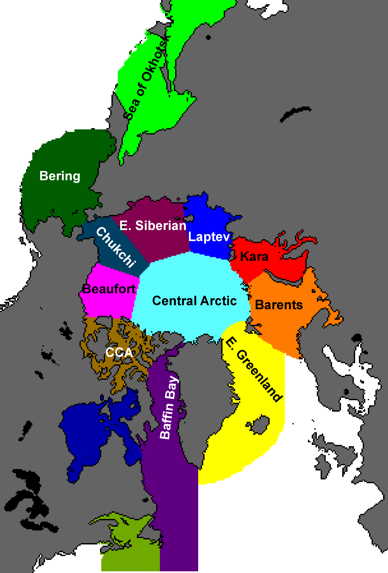 Sea of Okhotsk
Bering
E. Siberian
Laptev
Chukchi
Kara
Beaufort
Central Arctic
Barents
CCA
E. Greenland
Baffin Bay